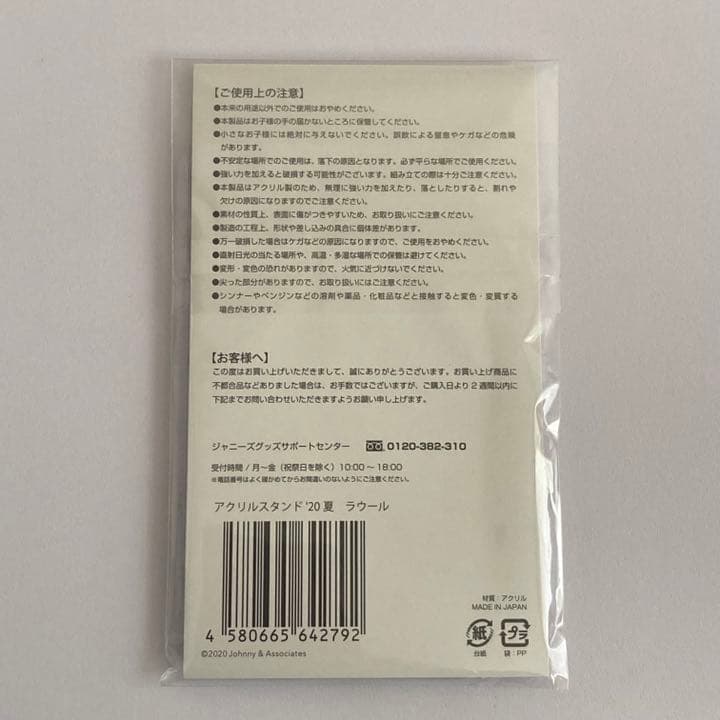 【ご使用上の注意】
●本来の用途以外でのご使用はおやめください。
●本製品はお子様の手の届かないところに保管してください。
●小さなお子様には絶対に与えないでください。誤飲による窒息やケガなどの危険
があります。
●不安定な場所でのご使用は、落下の原因となります。必ず平らな場所でご使用ください。
●強い力を加えると破損する可能性がございます。組み立ての際は十分ご注意ください。
●本製品はアクリル製のため、無理に強い力を加えたり、落としたりすると、割れや
欠けの原因になりますのでご注意ください。
●素材の性質上、表面に傷がつきやすいため、お取り扱いにご注意ください。
●製造の工程上、形状や差し込みの具合に個体差があります。
●万一破損した場合はケガなどの原因になりますので、ご使用をおやめください。
●直射日光の当たる場所や、高温・多湿な場所での保管は避けてください。
●変形・変色の恐れがありますので、火気に近づけないでください。
●尖った部分がありますので、お取り扱いにはご注意ください。
●シンナーやベンジンなどの溶剤や薬品・化粧品などと接触すると変色・変質する
場合があります。
【お客様へ】
この度はお買い上げいただきまして、誠にありがとうございます。お買い上げ商品に
不都合品などありました場合は、お手数ではございますが、ご購入日より2週間以内に
下記までお問い合わせいただきますようお願い申し上げます。
ジャニーズグッズサポートセンター 0120-382-310
受付時間/月〜金（祝祭日を除く）10:00〜18:00
※電話番号はよく確かめてからお間違いのないようにご注意ください。
アクリルスタンド'20夏 ラウール
4 580665 642792
©2020 Johnny & Associates
材質：アクリル
MADE IN JAPAN
紙 プラ
台紙 袋：PP